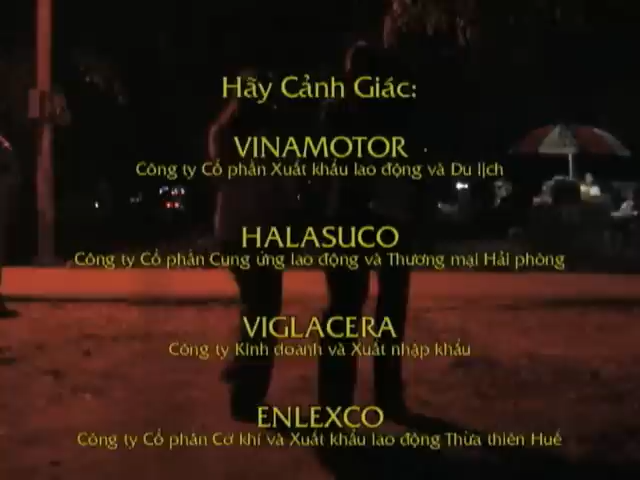 Hãy Cảnh Giác:
VINAMOTOR
Công ty Cổ phần Xuất khẩu lao động và Du lịch
HALASUCO
Công ty Cổ phần Cung ứng lao động và Thương mại Hải phòng
VIGLACERA
Công ty Kinh doanh và Xuất nhập khẩu
ENLEXCO
Công ty Cổ phần Cơ khí và Xuất khẩu lao động Thừa thiên Huế